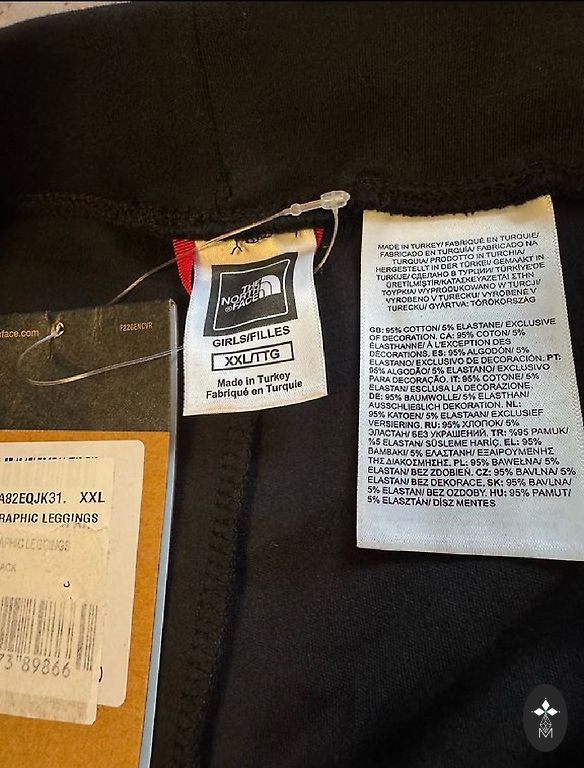 THE
NORTH
FACE
GIRLS/FILLES
XXL/TTG
Made in Turkey
Fabriqué en Turquie
MADE IN TURKEY/ FABRIQUÉ EN TURQUIE/
FABRICADO EN TURQUÍA/ FABRICADO NA
TURQUIA/ PRODOTTO IN TURCHIA/
HERGESTELLT IN DER TÜRKEI/ GEMAAKT IN
TURKIJE/ СДЕЛАНО В ТУРЦИИ/ TÜRKİYE'DE
ÜRETİLMİŞTİR/ΚΑΤΑΣΚΕΥΑΖΕΤΑΙ ΣΤΗΝ
ΤΟΥΡΚΙΑ/ WYPRODUKOWANO W TURCJI/
VYROBENO V TURECKU/ VYROBENÉ V
TURECKU/ GYÁRTVA: TÖRÖKORSZÁG
GB: 95% COTTON/ 5% ELASTANE/ EXCLUSIVE
OF DECORATION. CA: 95% COTON/ 5%
ÉLASTHANNE/ À L'EXCEPTION DES
DÉCORATIONS. ES: 95% ALGODÓN/ 5%
ELASTANO/ EXCLUSIVO DE DECORACIÓN. PT:
95% ALGODÃO/ 5% ELASTANO/ EXCLUSIVO
PARA DECORAÇÃO. IT: 95% COTONE/ 5%
ELASTAN/ ESCLUSA LA DECORAZIONE
DE: 95% BAUMWOLLE/ 5% ELASTHAN/
AUSSCHLIESSLICH DEKORATION. NL:
95% KATOEN/ 5% ELASTAAN/ EXCLUSIEF
VERSIERING. RU: 95% ХЛОПОК/ 5%
ЭЛАСТАН/ БЕЗ УКРАШЕНИЙ. TR: %95 PAMUK/
%5 ELASTAN/ SÜSLEME HARİÇ. EL: 95%
ΒΑΜΒΑΚΙ/ 5% ΕΛΑΣΤΑΝΗ/ ΕΞΑΙΡΟΥΜΕΝΗΣ
ΤΗΣ ΔΙΑΚΟΣΜΗΣΗΣ. PL: 95% BAWEŁNA/ 5%
ELASTAN/ BEZ ZDOBIEŃ. CZ: 95% BAVLNA/ 5%
ELASTAN/ BEZ DEKORACE. SK: 95% BAVLNA/ 5%
ELASTAN/ BEZ OZDOBY. HU: 95% PAMUT/
5% ELASZTÁN/ DÍSZ MENTES
face.com
F22GENCVR
A82EQJK31. XXL
RAPHIC LEGGINGS
APHIC LEGGINGS
ACK
73'89866
M